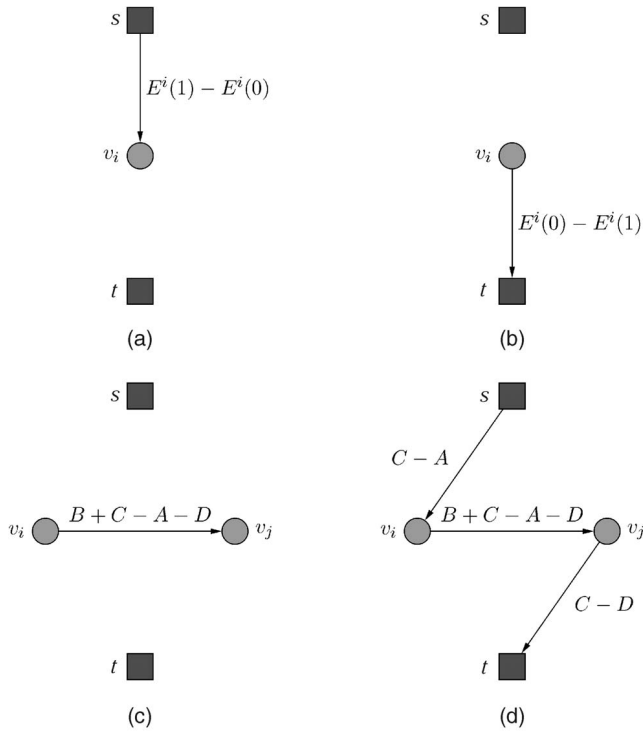 s
E^i(1) − E^i(0)
v_i
t
(a)
s
v_i
E^i(0) − E^i(1)
t
(b)
s
B + C − A − D
v_i
v_j
t
(c)
s
C − A
B + C − A − D
v_i
v_j
C − D
t
(d)